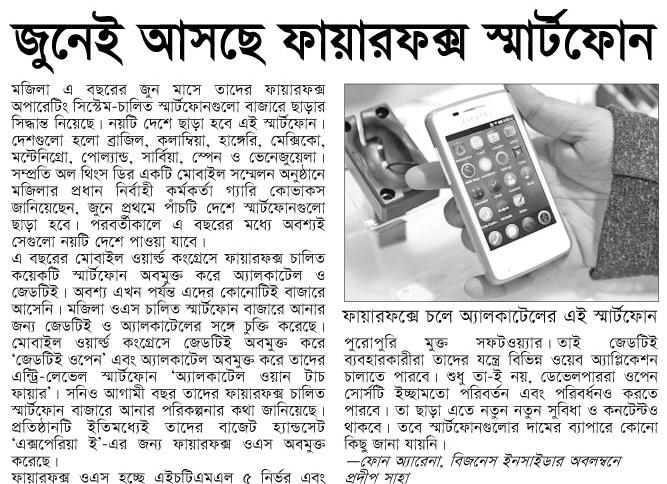 জুনেই আসছে ফায়ারফক্স স্মার্টফোন
মজিলা এ বছরের জুন মাসে তাদের ফায়ারফক্স
অপারেটিং সিস্টেম-চালিত স্মার্টফোনগুলো বাজারে ছাড়ার
সিদ্ধান্ত নিয়েছে। নয়টি দেশে ছাড়া হবে এই স্মার্টফোন।
দেশগুলো হলো ব্রাজিল, কলাম্বিয়া, হাঙ্গেরি, মেক্সিকো,
মন্টেনিগ্রো, পোল্যান্ড, সার্বিয়া, স্পেন ও ভেনেজুয়েলা।
সম্প্রতি অল থিংস ডির একটি মোবাইল সম্মেলন অনুষ্ঠানে
মজিলার প্রধান নির্বাহী কর্মকর্তা গ্যারি কোভাকস
জানিয়েছেন, জুনে প্রথমে পাঁচটি দেশে স্মার্টফোনগুলো
ছাড়া হবে। পরবর্তীকালে এ বছরের মধ্যে অবশ্যই
সেগুলো নয়টি দেশে পাওয়া যাবে।
এ বছরের মোবাইল ওয়ার্ল্ড কংগ্রেসে ফায়ারফক্স চালিত
কয়েকটি স্মার্টফোন অবমুক্ত করে অ্যালকাটেল ও
জেডটিই। অবশ্য এখন পর্যন্ত এদের কোনোটিই বাজারে
আসেনি। মজিলা ওএস চালিত স্মার্টফোন বাজারে আনার
জন্য জেডটিই ও অ্যালকাটেলের সঙ্গে চুক্তি করেছে।
মোবাইল ওয়ার্ল্ড কংগ্রেসে জেডটিই অবমুক্ত করে
‘জেডটিই ওপেন’ এবং অ্যালকাটেল অবমুক্ত করে তাদের
এন্ট্রি-লেভেল স্মার্টফোন ‘অ্যালকাটেল ওয়ান টাচ
ফায়ার’। সনিও আগামী বছর তাদের ফায়ারফক্স চালিত
স্মার্টফোন বাজারে আনার পরিকল্পনার কথা জানিয়েছে।
প্রতিষ্ঠানটি ইতিমধ্যেই তাদের বাজেট হ্যান্ডসেট
‘এক্সপেরিয়া ই’-এর জন্য ফায়ারফক্স ওএস অবমুক্ত
করেছে।
ফায়ারফক্স ওএস হচ্ছে এইচটিএমএল ৫ নির্ভর এবং
ALCATEL
ফায়ারফক্সে চলে অ্যালকাটেলের এই স্মার্টফোন
পুরোপুরি মুক্ত সফটওয়্যার। তাই জেডটিই
ব্যবহারকারীরা তাদের যন্ত্রে বিভিন্ন ওয়েব অ্যাপ্লিকেশন
চালাতে পারবে। শুধু তা-ই নয়, ডেভেলপাররা ওপেন
সোর্সটি ইচ্ছামতো পরিবর্তন এবং পরিবর্ধনও করতে
পারবে। তা ছাড়া এতে নতুন নতুন সুবিধা ও কনটেন্টও
থাকবে। তবে স্মার্টফোনগুলোর দামের ব্যাপারে কোনো
কিছু জানা যায়নি।
—ফোন অ্যারেনা, বিজনেস ইনসাইডার অবলম্বনে
প্রদীপ সাহা